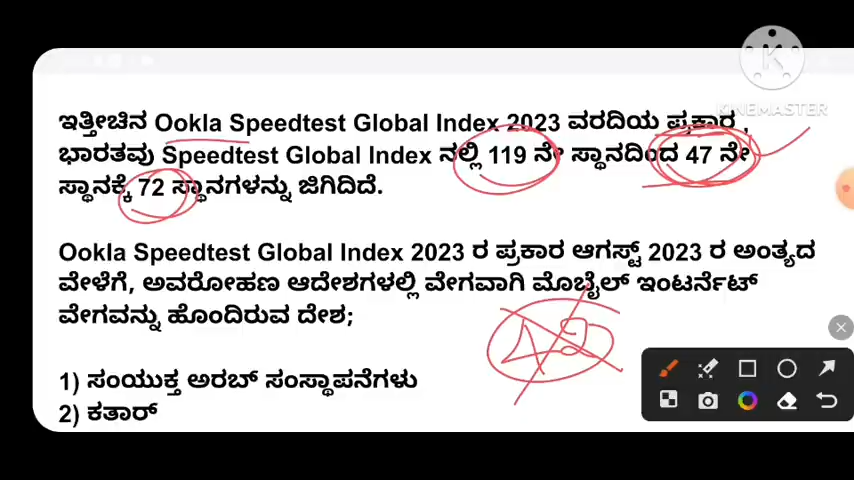 KINEMASTER
ಇತ್ತೀಚಿನ Ookla Speedtest Global Index 2023 ವರದಿಯ ಪ್ರಕಾರ ,
ಭಾರತವು Speedtest Global Index ನಲ್ಲಿ 119 ನೇ ಸ್ಥಾನದಿಂದ 47 ನೇ
ಸ್ಥಾನಕ್ಕೆ 72 ಸ್ಥಾನಗಳನ್ನು ಜಿಗಿದಿದೆ.
Ookla Speedtest Global Index 2023 ರ ಪ್ರಕಾರ ಆಗಸ್ಟ್ 2023 ರ ಅಂತ್ಯದ
ವೇಳೆಗೆ, ಅವರೋಹಣ ಆದೇಶಗಳಲ್ಲಿ ವೇಗವಾಗಿ ಮೊಬೈಲ್ ಇಂಟರ್ನೆಟ್
ವೇಗವನ್ನು ಹೊಂದಿರುವ ದೇಶ;
42
1) ಸಂಯುಕ್ತ ಅರಬ್ ಸಂಸ್ಥಾಪನೆಗಳು
2) ಕತಾರ್